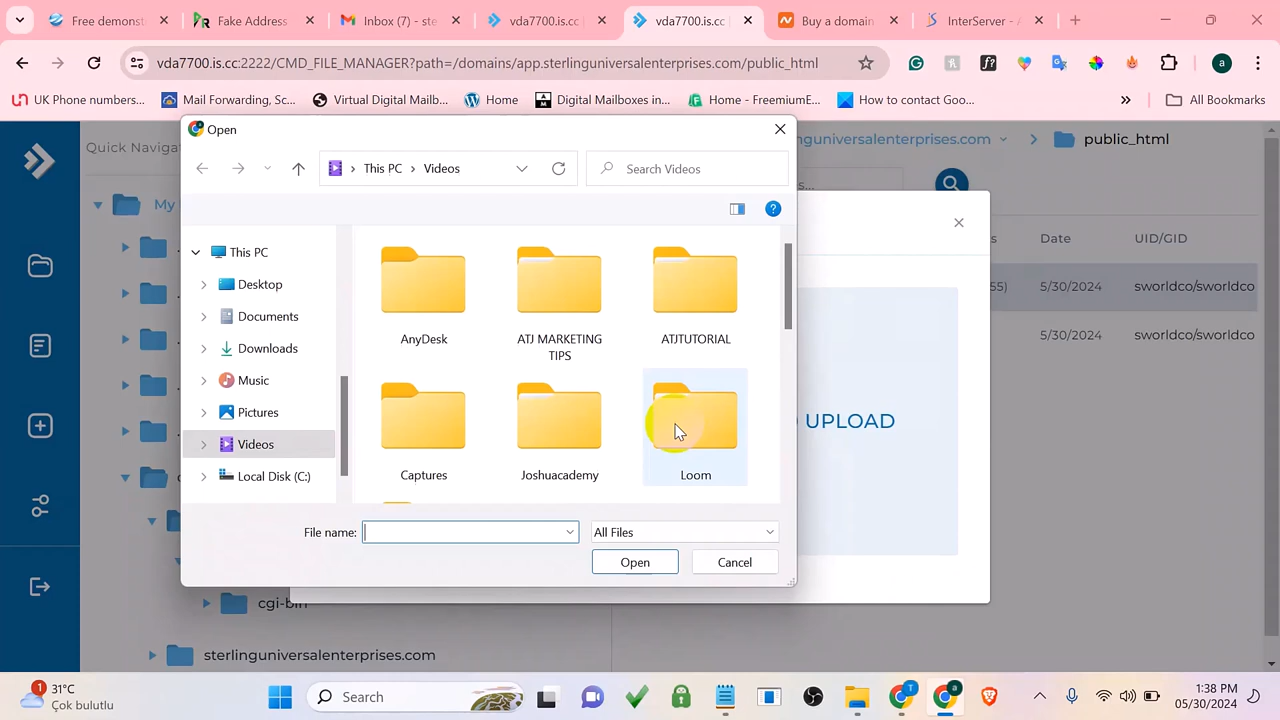 Free demonst
Fake Address
Inbox (7) - ste
vda7700.is.cc
vda7700.is.cc
Buy a domain
InterServer - A
vda7700.is.cc:2222/CMD_FILE_MANAGER?path=/domains/app.sterlinguniversalenterprises.com/public_html
a
UK Phone numbers...
Mail Forwarding, Sc...
Virtual Digital Mailb...
Home
Digital Mailboxes in...
Home - FreemiumE...
How to contact Goo...
»
All Bookmarks
Open
Quick Navigat
nguniversalenterprises.com
public_html
This PC
Videos
Search Videos
My
s
Date
UID/GID
This PC
Desktop
Documents
Downloads
Music
Pictures
Videos
Local Disk (C:)
AnyDesk
ATJ MARKETING
TIPS
ATJTUTORIAL
Captures
Joshuacademy
Loom
55)
5/30/2024
sworldco/sworldco
5/30/2024
sworldco/sworldco
UPLOAD
File name:
All Files
Open
Cancel
cgi-bin
sterlinguniversalenterprises.com
1
31°C
Çok bulutlu
Search
T
a
1:38 PM
05/30/2024